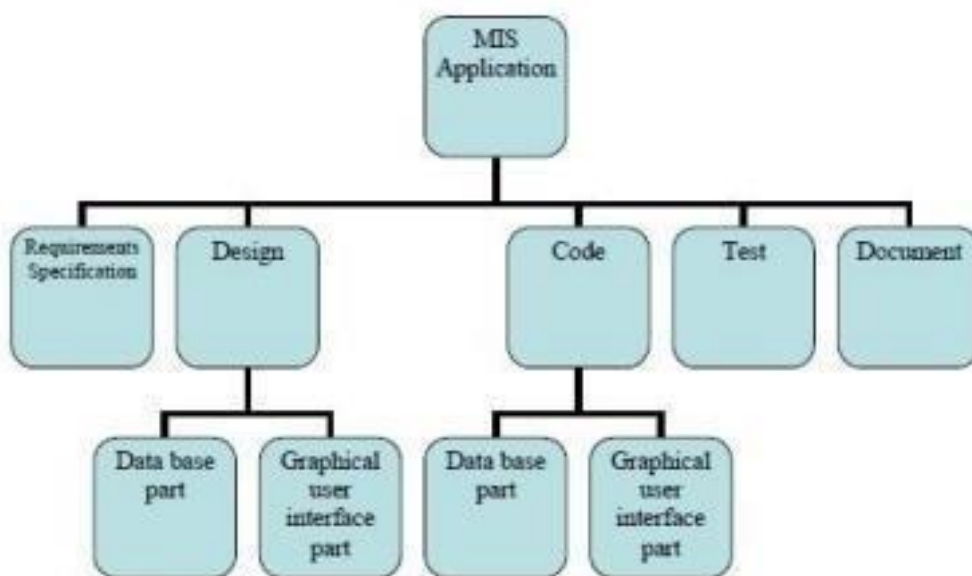 MIS
Application
Requirements
Specification
Design
Code
Test
Document
Data base
part
Graphical
user
interface
part
Data base
part
Graphical
user
interface
part